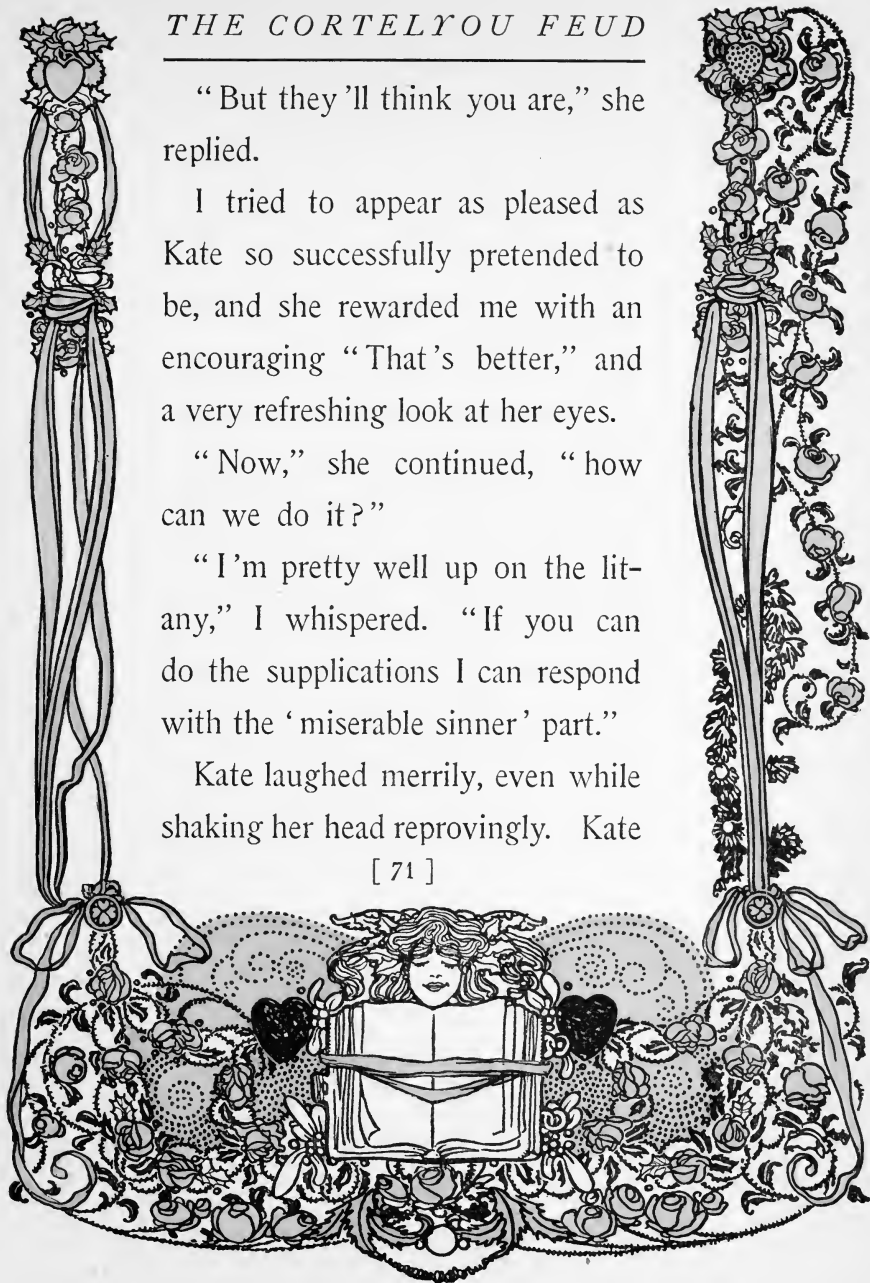 THE CORTELYOU FEUD
“But they ’ll think you are,” she
replied.
I tried to appear as pleased as
Kate so successfully pretended to
be, and she rewarded me with an
encouraging “That ’s better,” and
a very refreshing look at her eyes.
“Now,” she continued, “how
can we do it?”
“I ’m pretty well up on the lit-
any,” I whispered. “If you can
do the supplications I can respond
with the ‘miserable sinner’ part.”
Kate laughed merrily, even while
shaking her head reprovingly. Kate
[ 71 ]